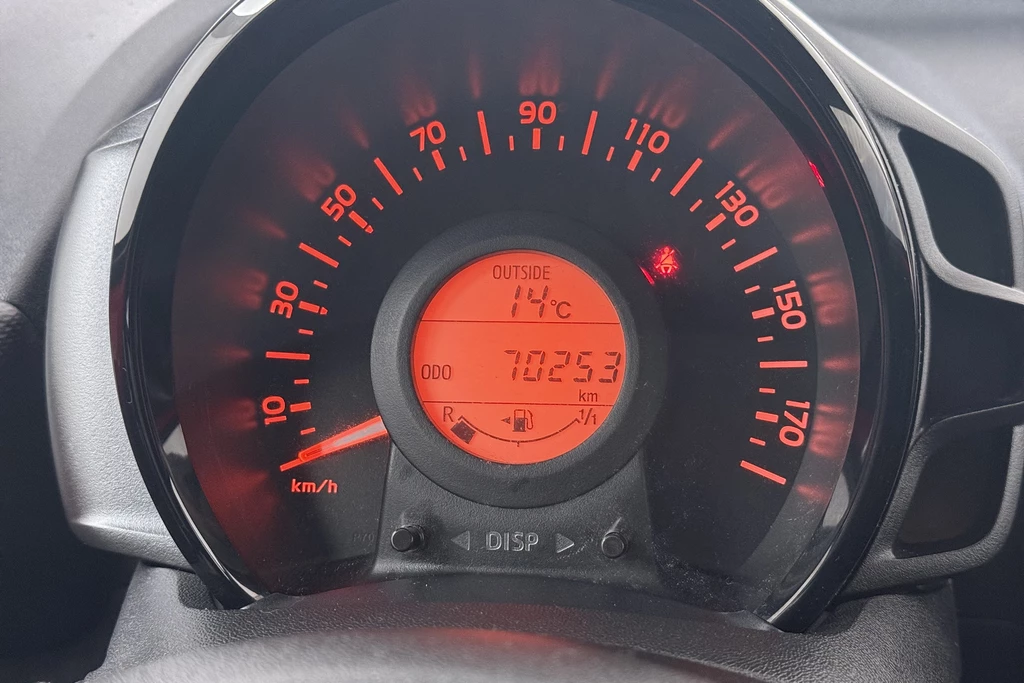 10
30
50
70
90
110
130
150
170
km/h
OUTSIDE
14°C
ODO 70253
km
R 1/1
DISP